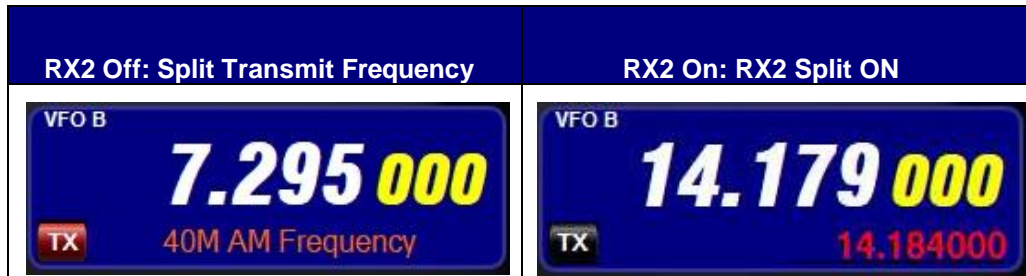 RX2 Off: Split Transmit Frequency
RX2 On: RX2 Split ON
VFO B
7.295 000
TX
40M AM Frequency
VFO B
14.179 000
TX
14.184000